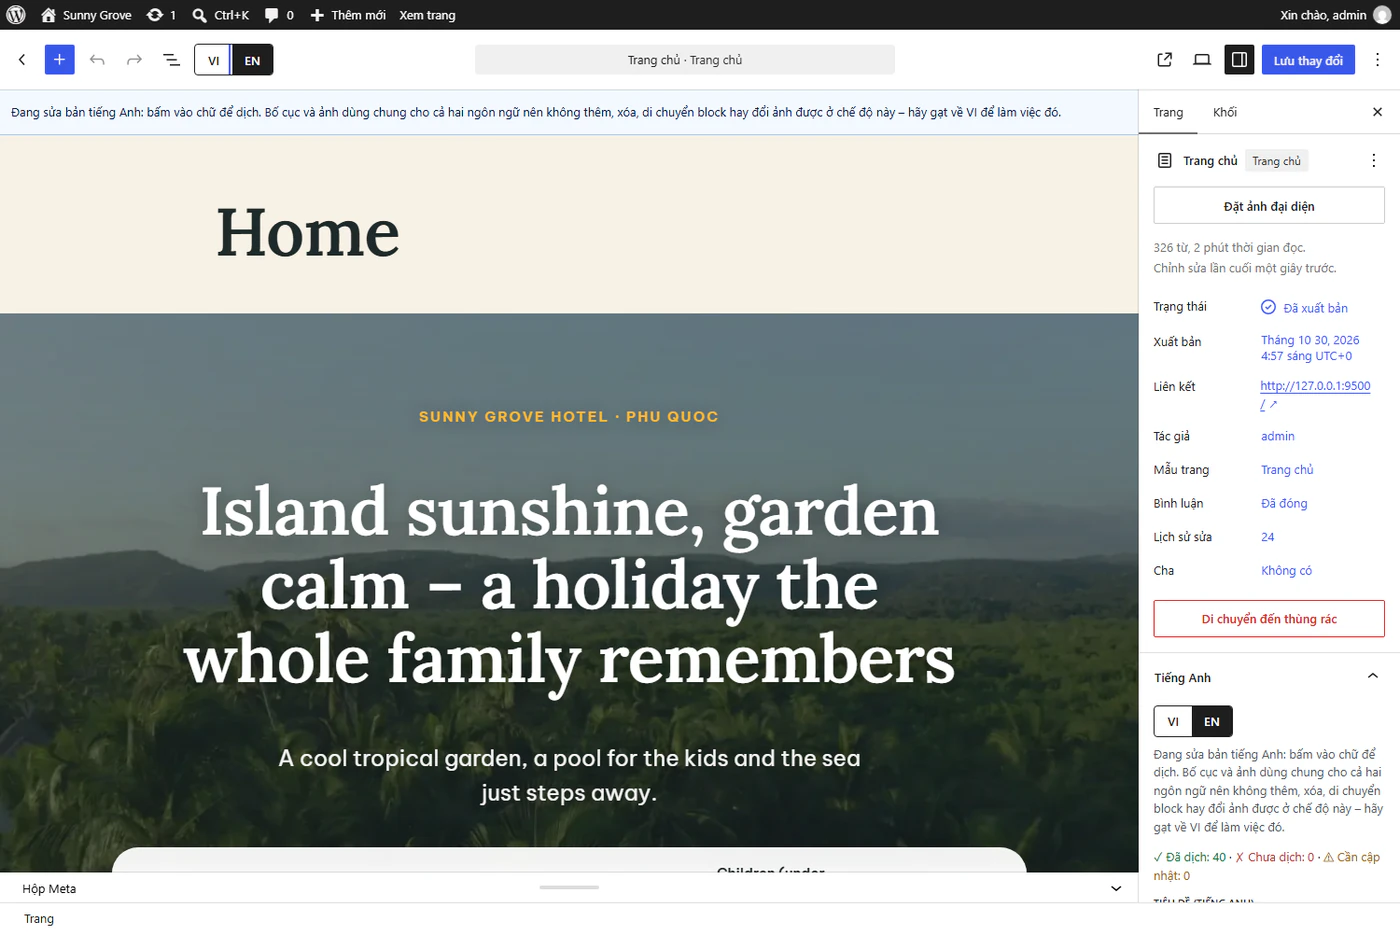 Sunny Grove
1
Ctrl+K
0
Thêm mới
Xem trang
Xin chào, admin
VI
EN
Trang chủ · Trang chủ
Lưu thay đổi
Đang sửa bản tiếng Anh: bấm vào chữ để dịch. Bố cục và ảnh dùng chung cho cả hai ngôn ngữ nên không thêm, xóa, di chuyển block hay đổi ảnh được ở chế độ này – hãy gạt về VI để làm việc đó.
Home
SUNNY GROVE HOTEL · PHU QUOC
Island sunshine, garden
calm – a holiday the
whole family remembers
A cool tropical garden, a pool for the kids and the sea
just steps away.
Children (under
Hộp Meta
Trang
Trang
Khối
Trang chủ
Trang chủ
Đặt ảnh đại diện
326 từ, 2 phút thời gian đọc.
Chỉnh sửa lần cuối một giây trước.
Trạng thái
Đã xuất bản
Xuất bản
Tháng 10 30, 2026
4:57 sáng UTC+0
Liên kết
http://127.0.0.1:9500
/ ↗
Tác giả
admin
Mẫu trang
Trang chủ
Bình luận
Đã đóng
Lịch sử sửa
24
Cha
Không có
Di chuyển đến thùng rác
Tiếng Anh
VI
EN
Đang sửa bản tiếng Anh: bấm vào chữ để
dịch. Bố cục và ảnh dùng chung cho cả hai
ngôn ngữ nên không thêm, xóa, di chuyển
block hay đổi ảnh được ở chế độ này – hãy
gạt về VI để làm việc đó.
✓ Đã dịch: 40 · ✗ Chưa dịch: 0 · ⚠ Cần cập
nhật: 0
TIÊU ĐỀ (TIẾNG ANH)